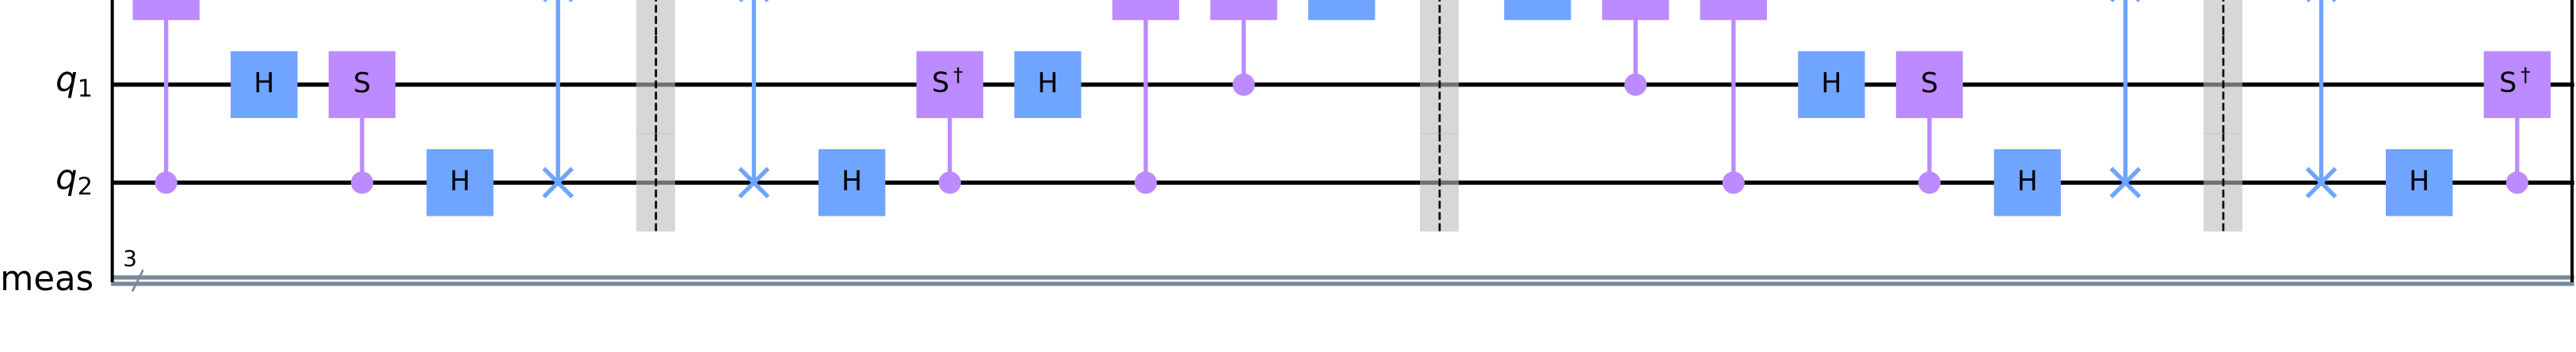 q1 H S S† H H S S†
q2 H H H H
3
meas